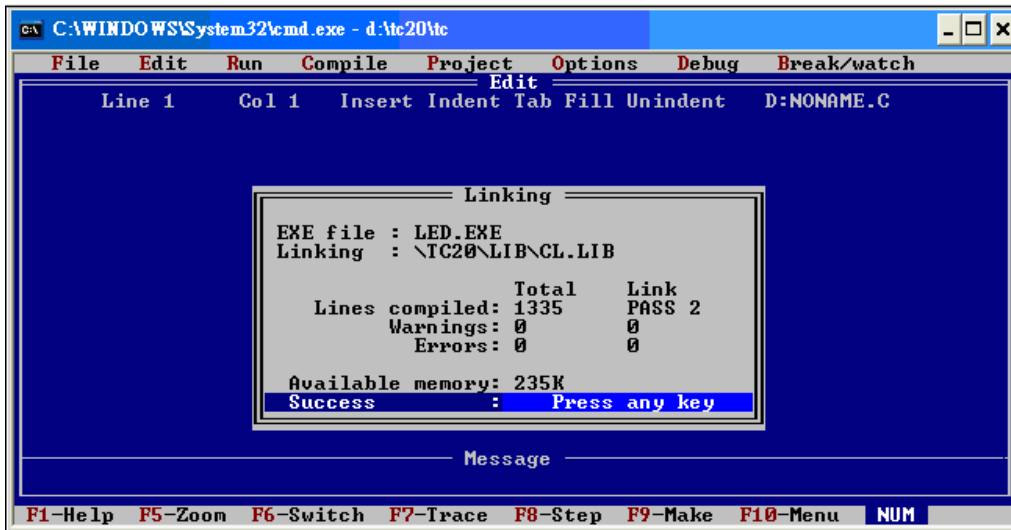 C:\WINDOWS\System32\cmd.exe - d:\tc20\tc
File Edit Run Compile Project Options Debug Break/watch
Edit
Line 1 Col 1 Insert Indent Tab Fill Unindent D:NONAME.C
Linking
EXE file : LED.EXE
Linking : \TC20\LIB\CL.LIB
Total Link
Lines compiled: 1335 PASS 2
Warnings: 0 0
Errors: 0 0
Available memory: 235K
Success : Press any key
Message
F1-Help F5-Zoom F6-Switch F7-Trace F8-Step F9-Make F10-Menu NUM